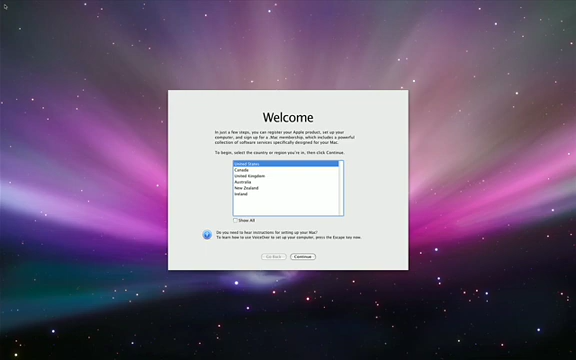 Welcome
In just a few steps, you can register your Apple product, set up your
computer, and sign up for a .Mac membership, which includes a powerful
collection of software services specifically designed for your Mac.
To begin, select the country or region you're in, then click Continue.
United States
Canada
United Kingdom
Australia
New Zealand
Ireland
Show All
Do you need to hear instructions for setting up your Mac?
To learn how to use VoiceOver to set up your computer, press the Escape key now.
Go Back
Continue